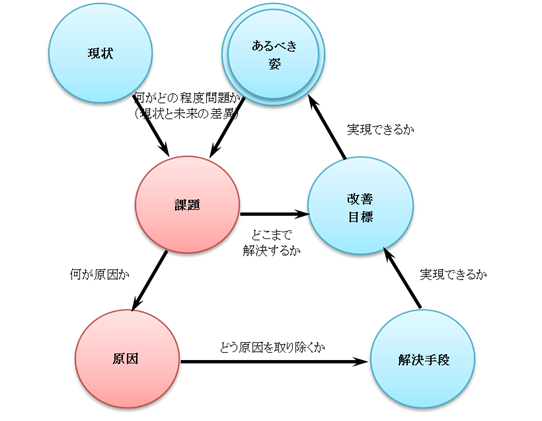 現状
あるべき
姿
何がどの程度問題か
（現状と未来の差異）
実現できるか
課題
改善
目標
どこまで
解決するか
何が原因か
実現できるか
原因
どう原因を取り除くか
解決手段